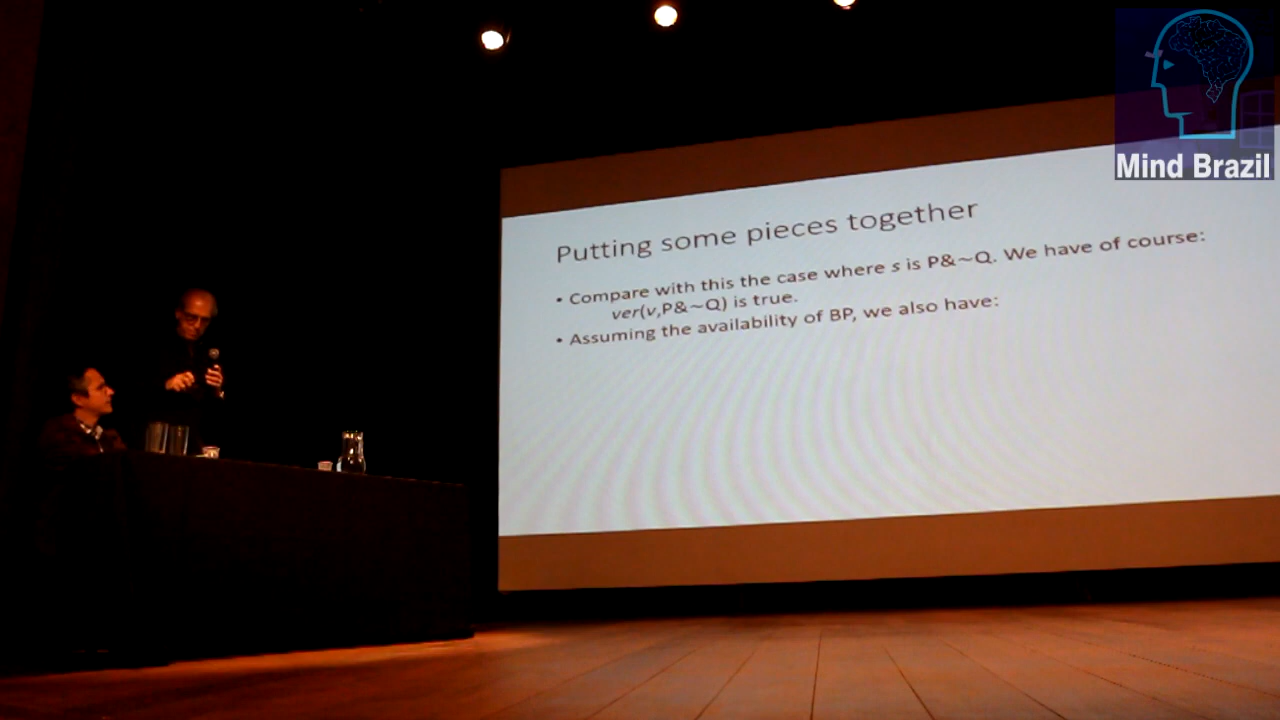 Mind Brazil
Putting some pieces together
• Compare with this the case where s is P&~Q. We have of course:
ver(v,P&~Q) is true.
• Assuming the availability of BP, we also have: